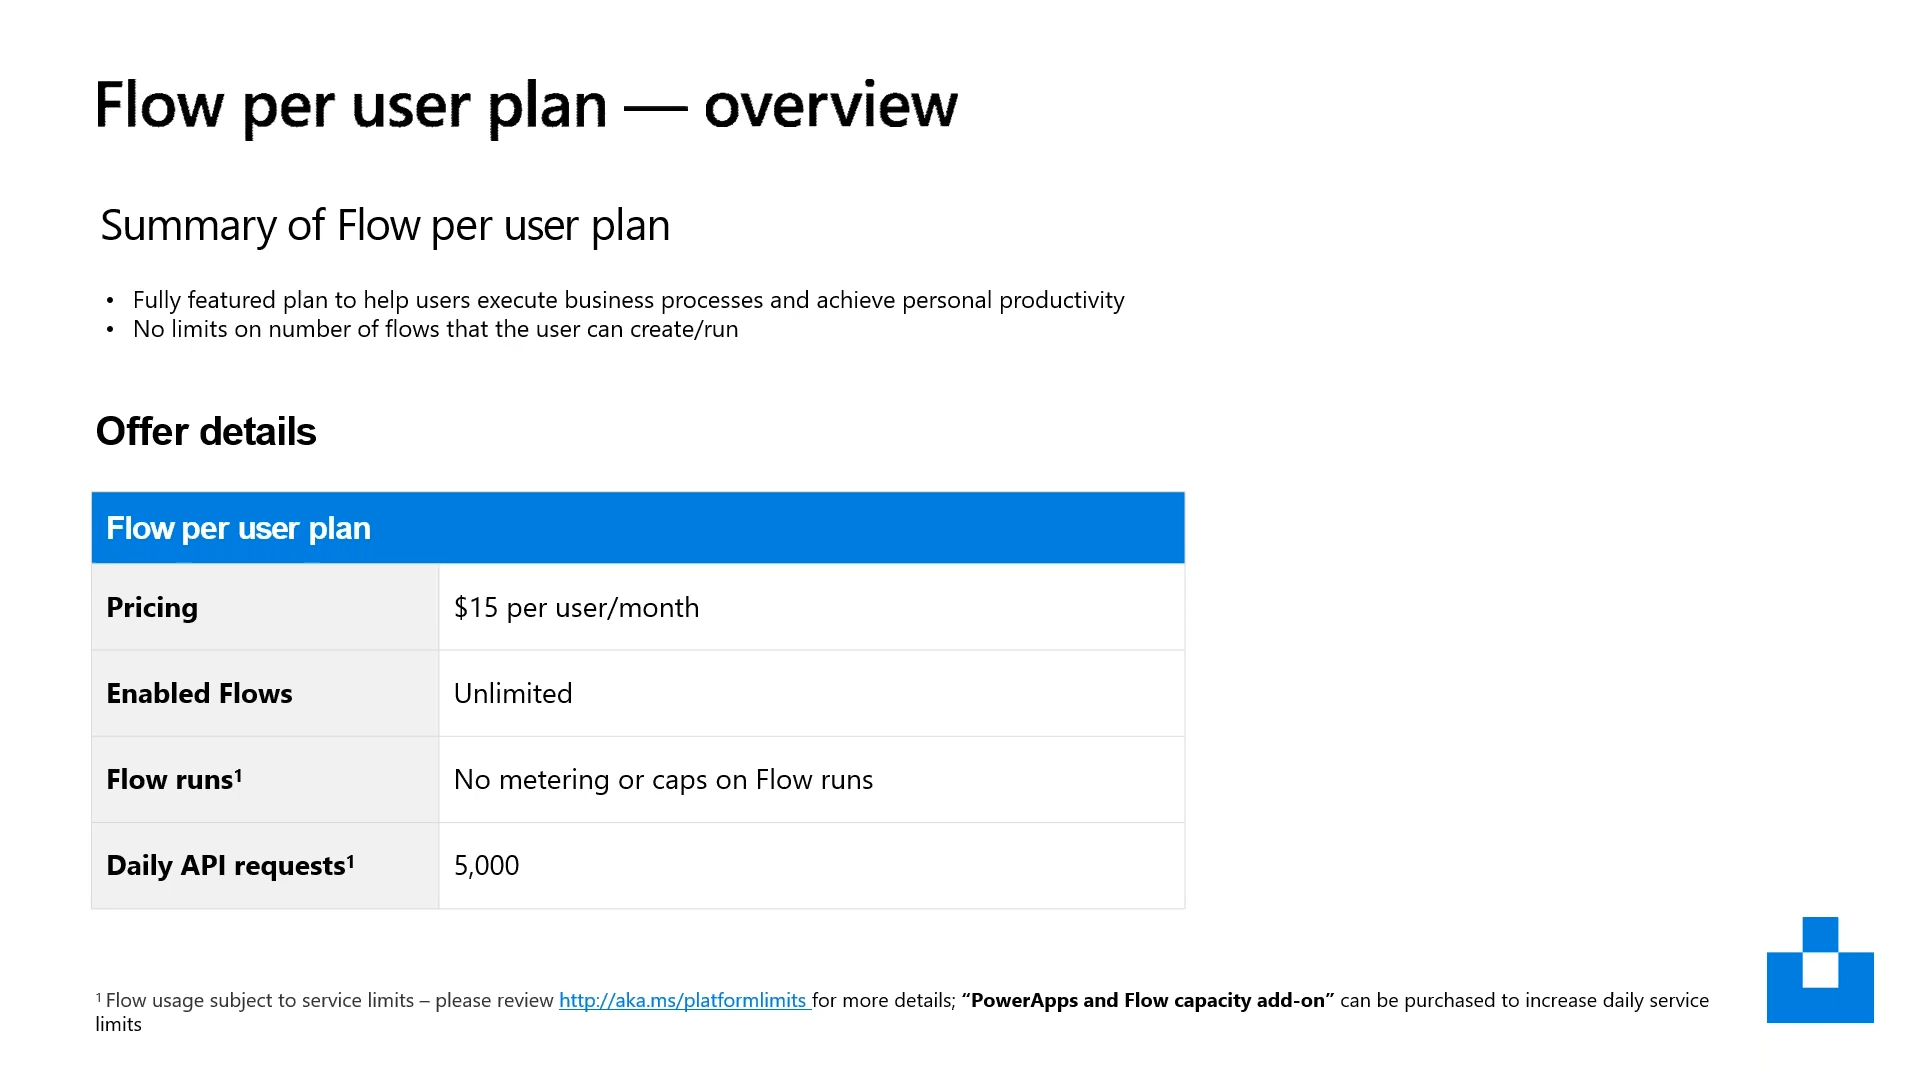 Flow per user plan — overview
Summary of Flow per user plan
• Fully featured plan to help users execute business processes and achieve personal productivity
• No limits on number of flows that the user can create/run
Offer details
Flow per user plan
Pricing $15 per user/month
Enabled Flows Unlimited
Flow runs¹ No metering or caps on Flow runs
Daily API requests¹ 5,000
¹ Flow usage subject to service limits – please review http://aka.ms/platformlimits for more details; “PowerApps and Flow capacity add-on” can be purchased to increase daily service
limits